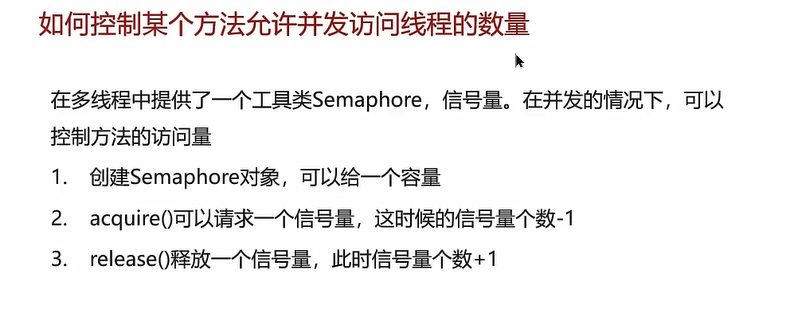 如何控制某个方法允许并发访问线程的数量
在多线程中提供了一个工具类Semaphore，信号量。在并发的情况下，可以
控制方法的访问量
1. 创建Semaphore对象，可以给一个容量
2. acquire()可以请求一个信号量，这时候的信号量个数-1
3. release()释放一个信号量，此时信号量个数+1